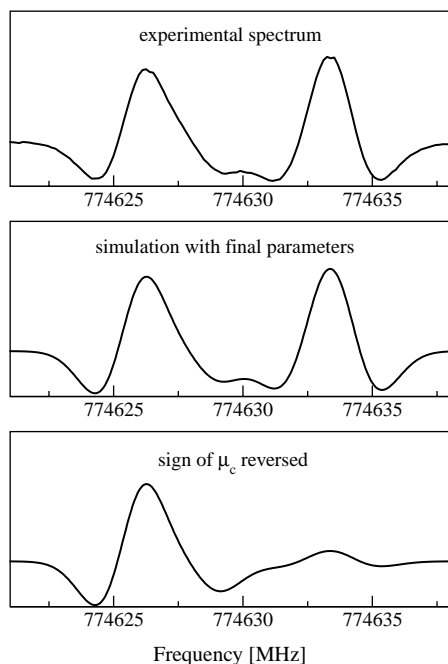 experimental spectrum
774625 774630 774635
simulation with final parameters
774625 774630 774635
sign of μc reversed
774625 774630 774635
Frequency [MHz]